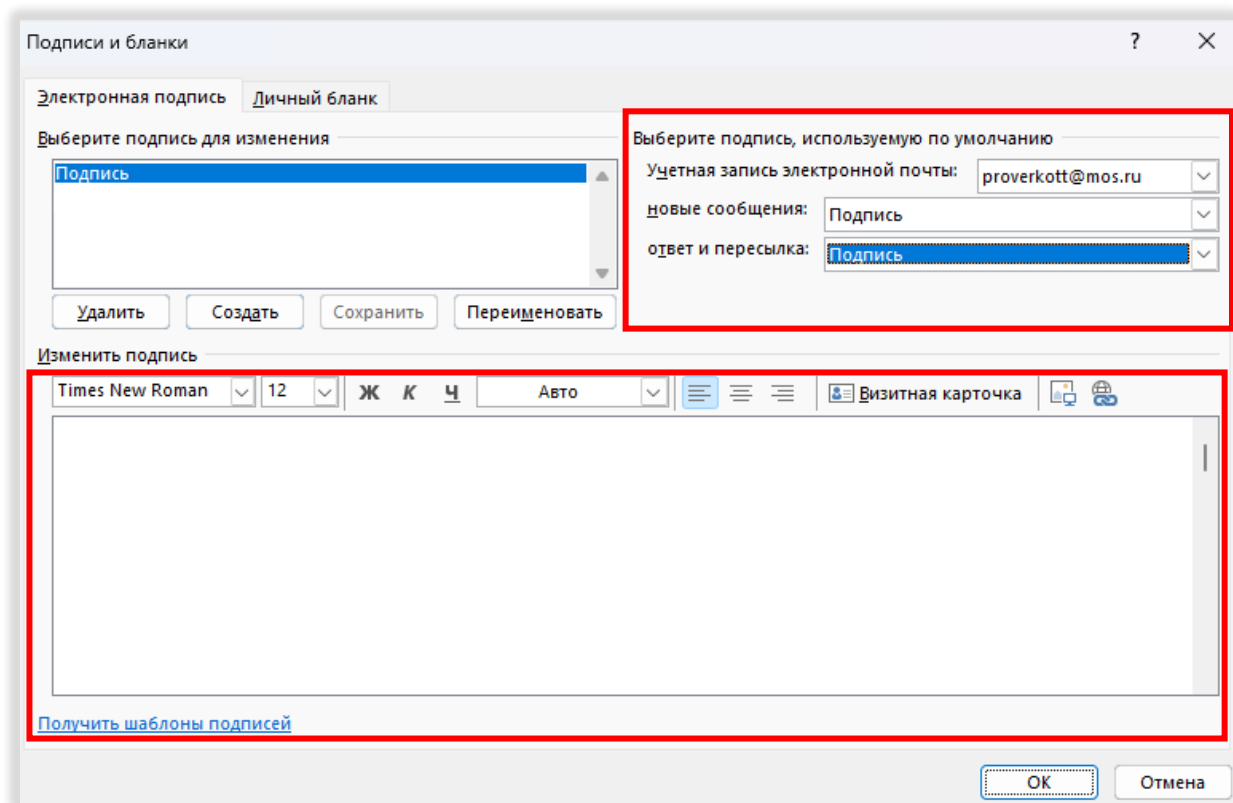 Подписи и бланки
Электронная подпись Личный бланк
Выберите подпись для изменения
Подпись
Удалить Создать Сохранить Переименовать
Выберите подпись, используемую по умолчанию
Учетная запись электронной почты: proverkott@mos.ru
новые сообщения: Подпись
ответ и пересылка: Подпись
Изменить подпись
Times New Roman 12 Ж К Ч Авто Визитная карточка
Получить шаблоны подписей
ОК Отмена